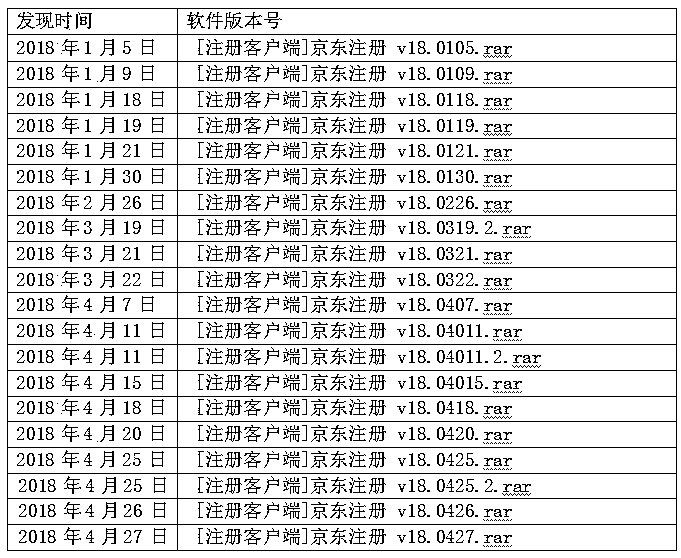 发现时间 软件版本号
2018 年 1 月 5 日 [注册客户端]京东注册 v18.0105.rar
2018 年 1 月 9 日 [注册客户端]京东注册 v18.0109.rar
2018 年 1 月 18 日 [注册客户端]京东注册 v18.0118.rar
2018 年 1 月 19 日 [注册客户端]京东注册 v18.0119.rar
2018 年 1 月 21 日 [注册客户端]京东注册 v18.0121.rar
2018 年 1 月 30 日 [注册客户端]京东注册 v18.0130.rar
2018 年 2 月 26 日 [注册客户端]京东注册 v18.0226.rar
2018 年 3 月 19 日 [注册客户端]京东注册 v18.0319.2.rar
2018 年 3 月 21 日 [注册客户端]京东注册 v18.0321.rar
2018 年 3 月 22 日 [注册客户端]京东注册 v18.0322.rar
2018 年 4 月 7 日 [注册客户端]京东注册 v18.0407.rar
2018 年 4 月 11 日 [注册客户端]京东注册 v18.04011.rar
2018 年 4 月 11 日 [注册客户端]京东注册 v18.04011.2.rar
2018 年 4 月 15 日 [注册客户端]京东注册 v18.04015.rar
2018 年 4 月 18 日 [注册客户端]京东注册 v18.0418.rar
2018 年 4 月 20 日 [注册客户端]京东注册 v18.0420.rar
2018 年 4 月 25 日 [注册客户端]京东注册 v18.0425.rar
2018 年 4 月 25 日 [注册客户端]京东注册 v18.0425.2.rar
2018 年 4 月 26 日 [注册客户端]京东注册 v18.0426.rar
2018 年 4 月 27 日 [注册客户端]京东注册 v18.0427.rar